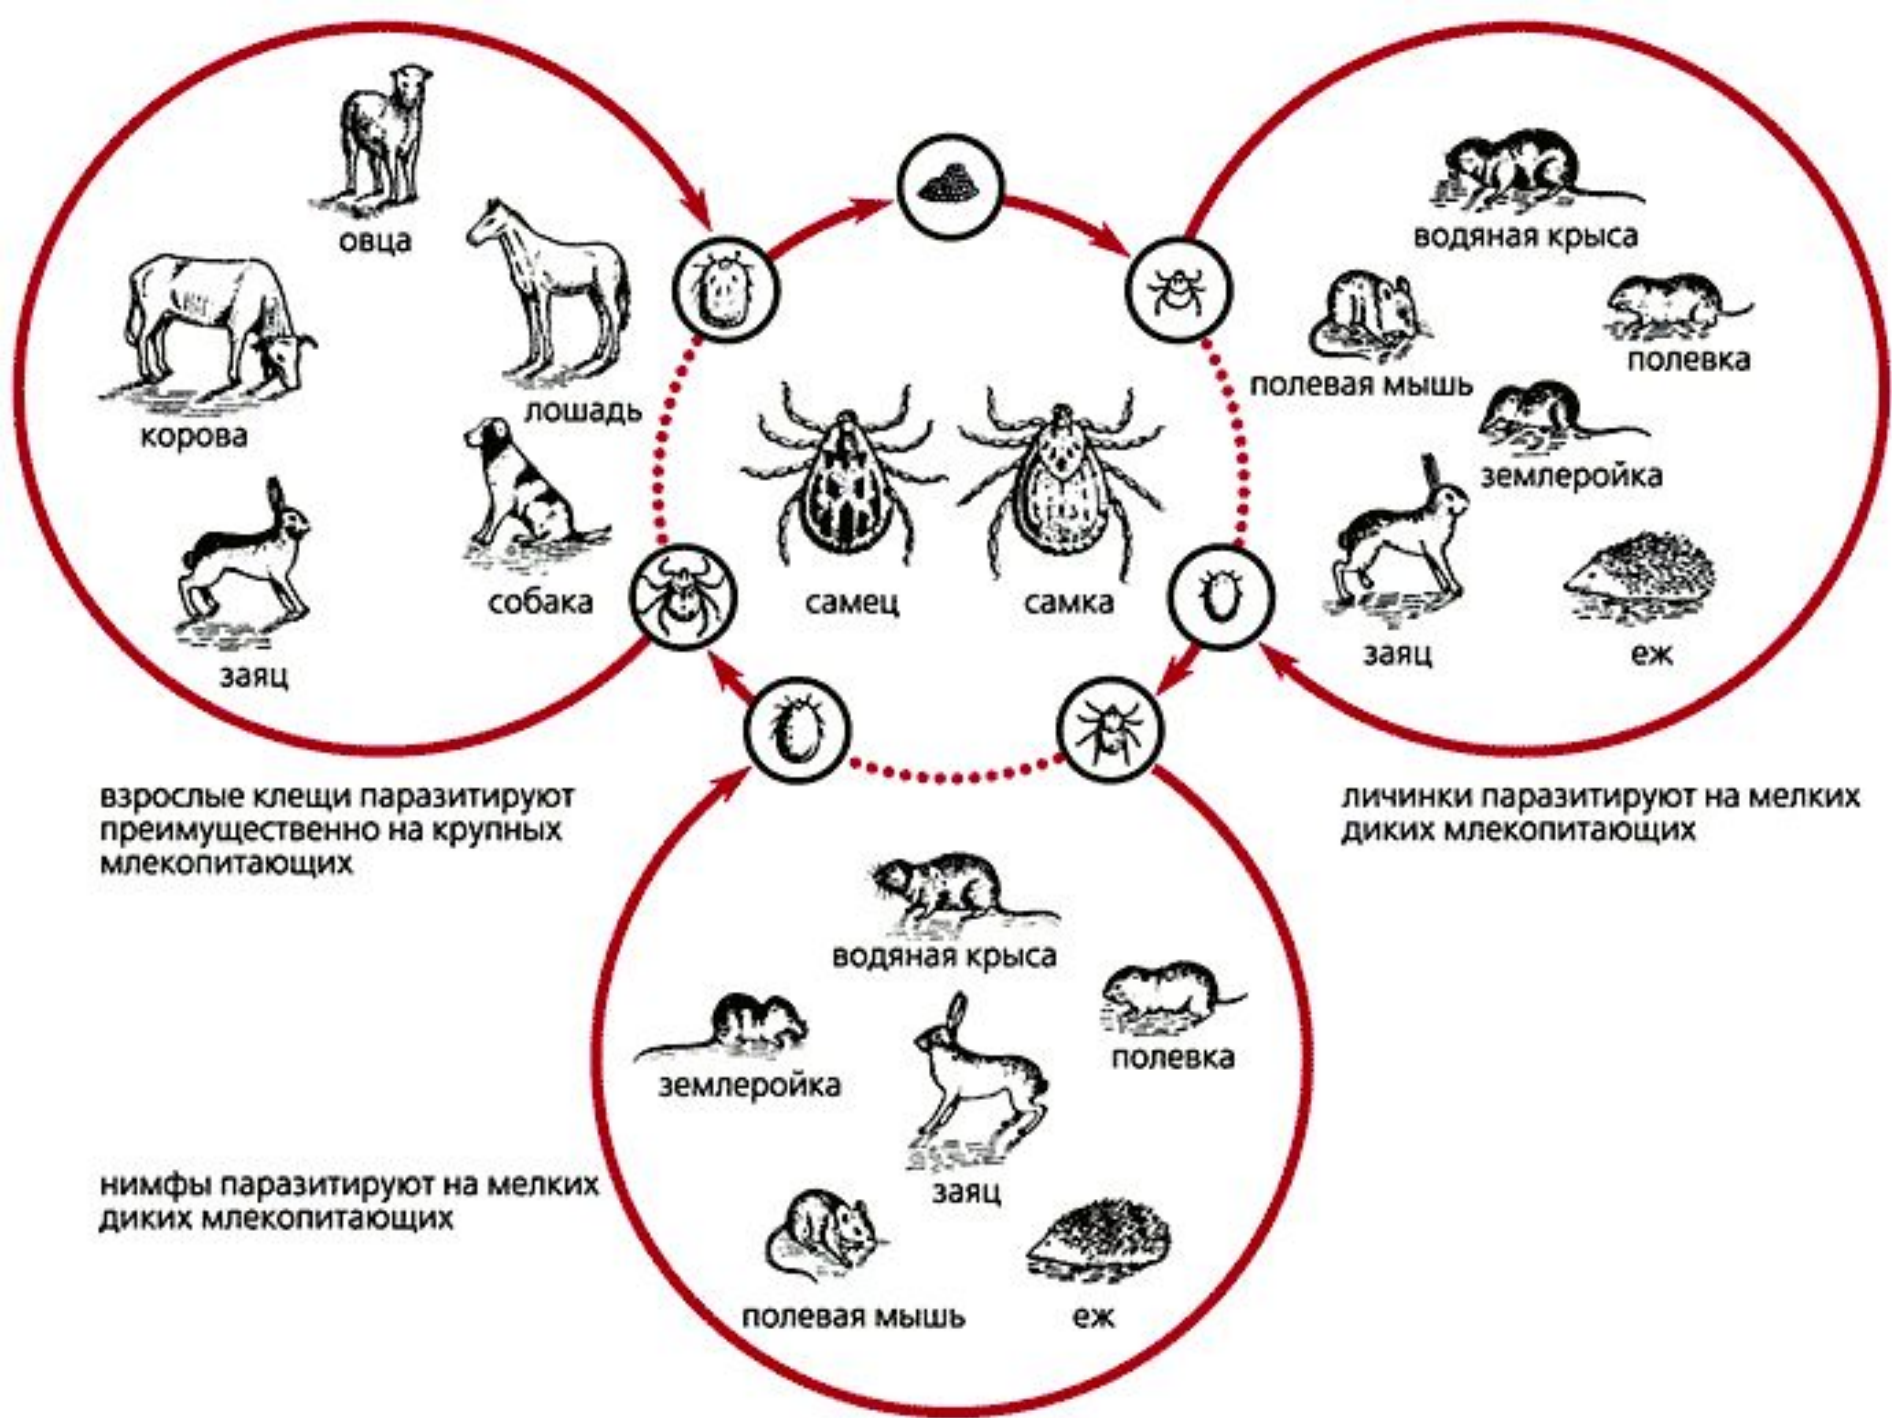 овца
корова
лошадь
собака
заяц
самец
самка
водяная крыса
полевая мышь
полевка
землеройка
заяц
еж
взрослые клещи паразитируют
преимущественно на крупных
млекопитающих
личинки паразитируют на мелких
диких млекопитающих
водяная крыса
полевка
землеройка
заяц
полевая мышь
еж
нимфы паразитируют на мелких
диких млекопитающих